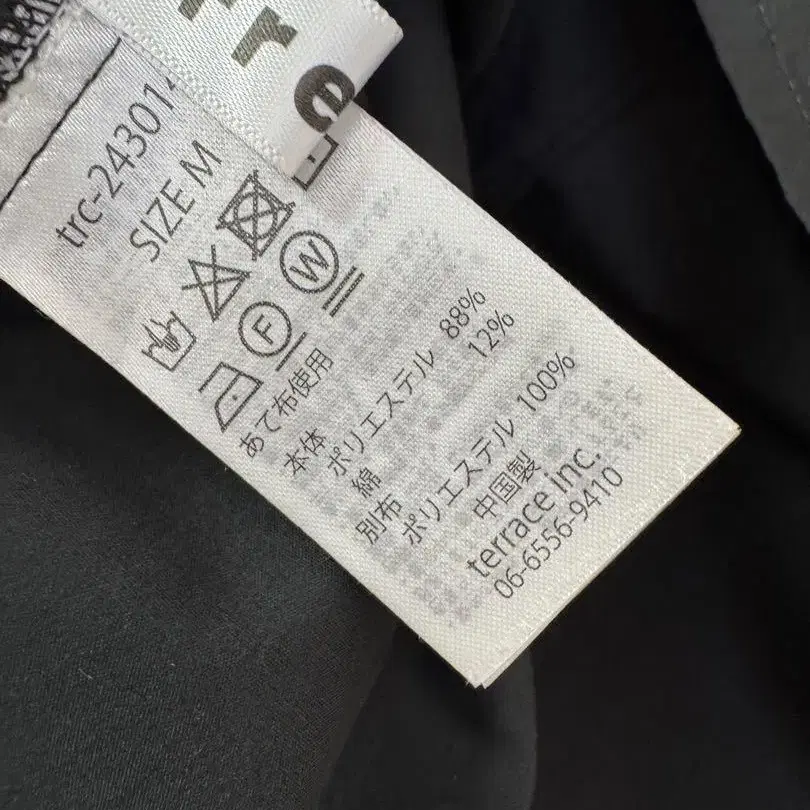 re
trc-24301
SIZE M
F W
あて布使用
本体 ポリエステル 88%
綿 12%
別布 ポリエステル 100%
中国製
terrace inc.
06-6556-9410